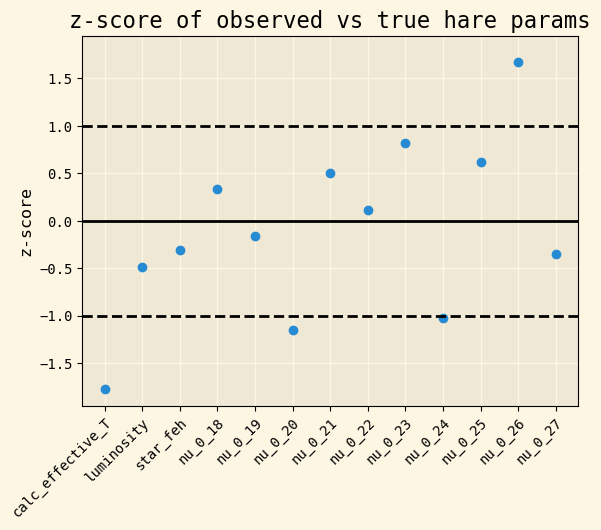 z-score of observed vs true hare params
z-score
1.5
1.0
0.5
0.0
−0.5
−1.0
−1.5
calc_effective_T
luminosity
star_feh
nu_0_18
nu_0_19
nu_0_20
nu_0_21
nu_0_22
nu_0_23
nu_0_24
nu_0_25
nu_0_26
nu_0_27